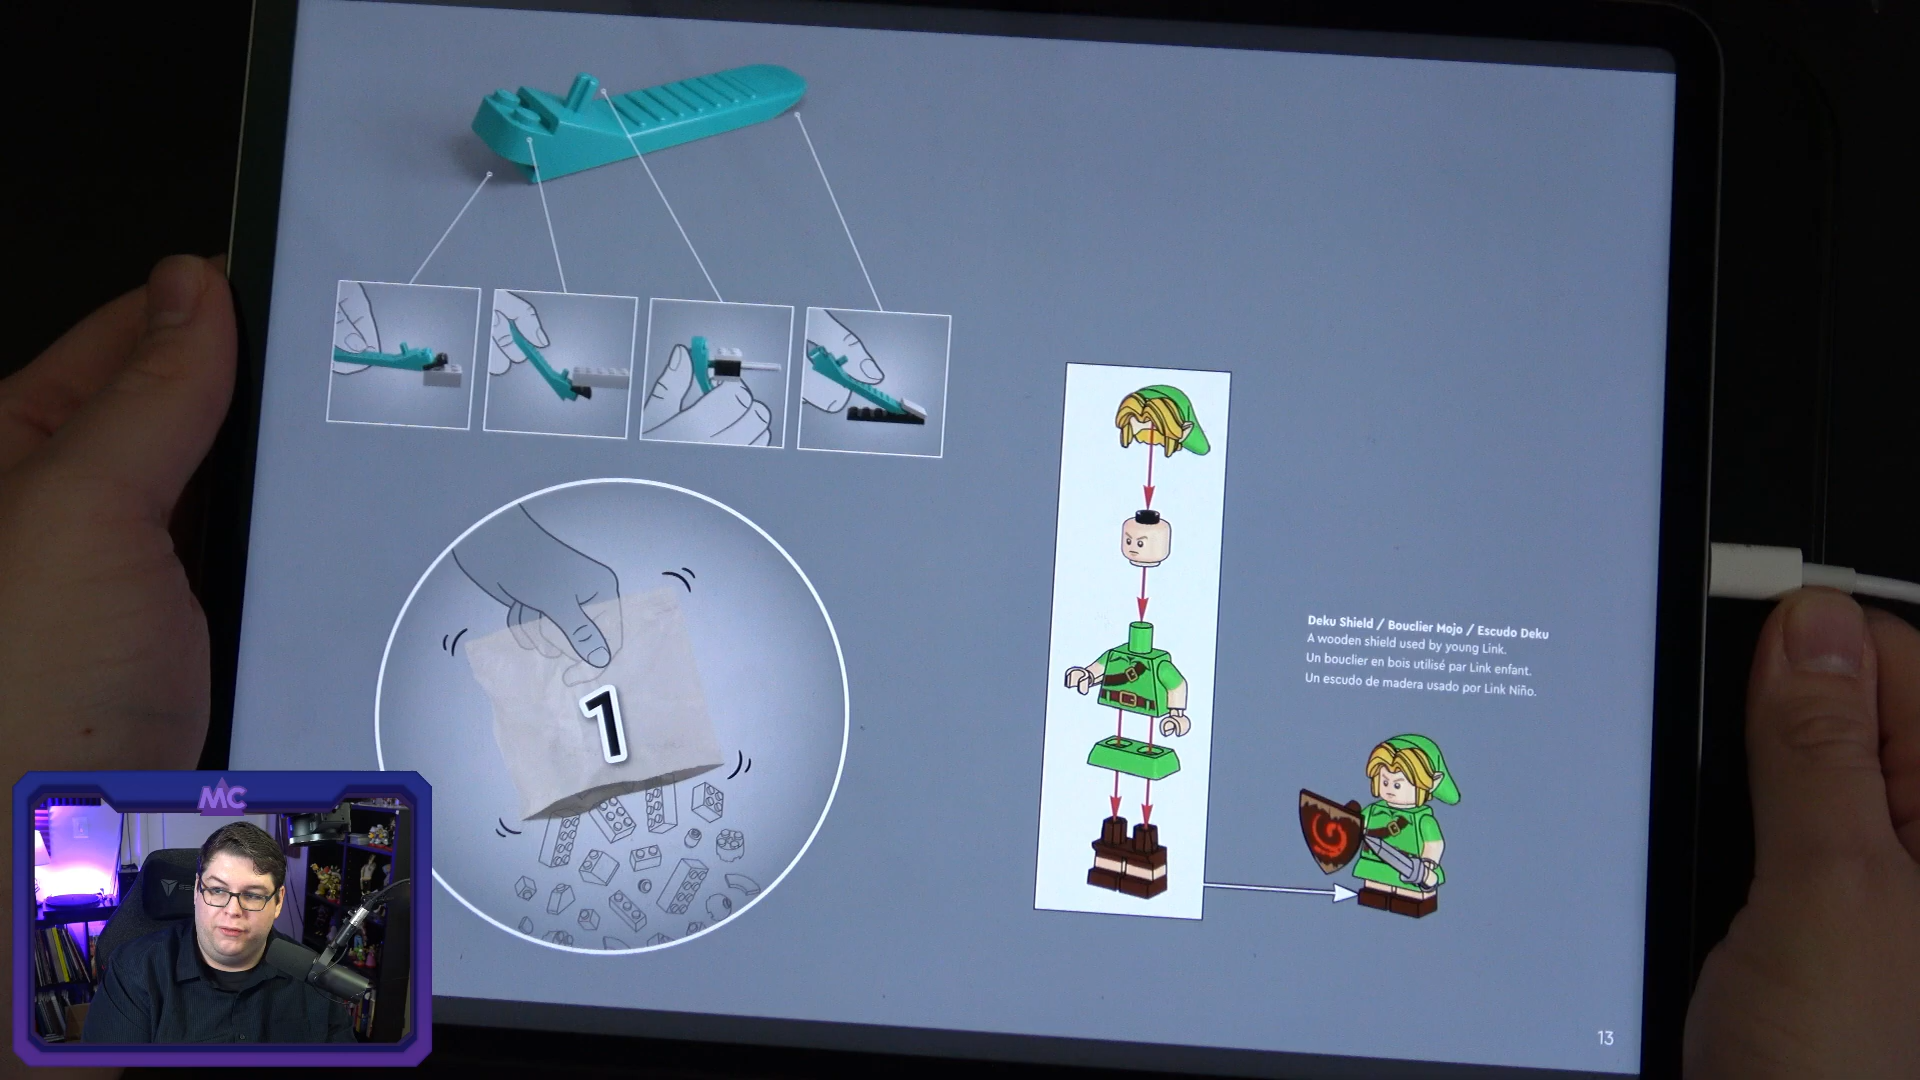 1
Deku Shield / Bouclier Mojo / Escudo Deku
A wooden shield used by young Link.
Un bouclier en bois utilisé par Link enfant.
Un escudo de madera usado por Link Niño.
MC
13